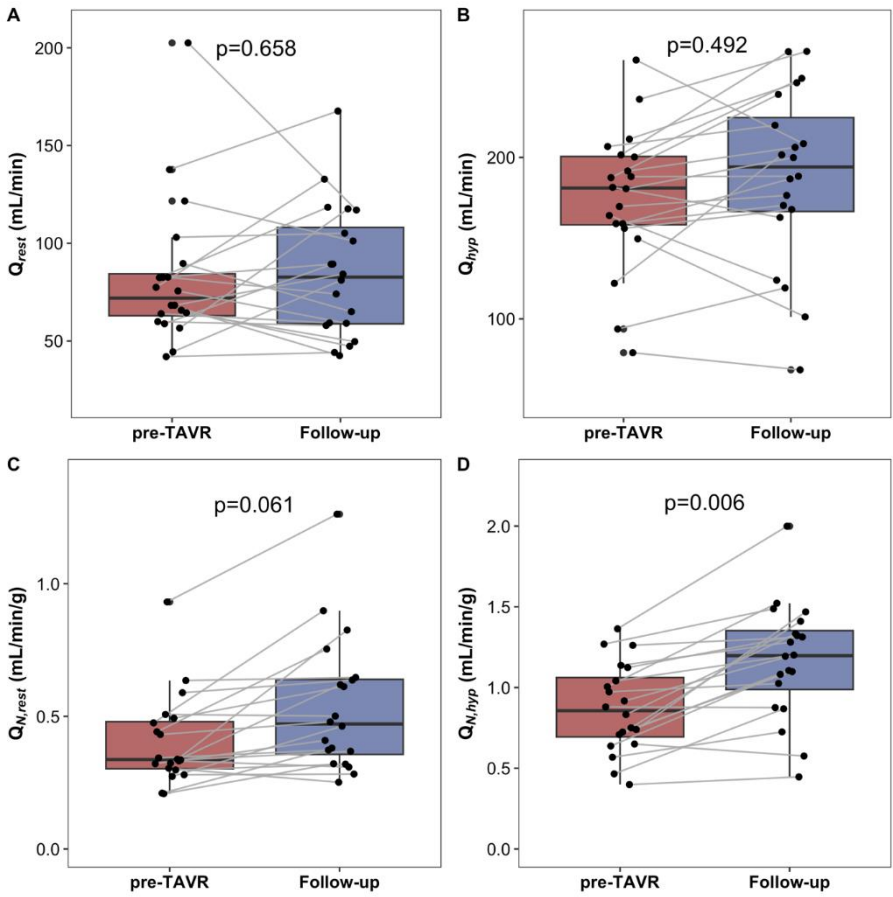 A
p=0.658
Q_rest (mL/min)
200
150
100
50
pre-TAVR
Follow-up
B
p=0.492
Q_hyp (mL/min)
200
100
pre-TAVR
Follow-up
C
p=0.061
Q_N,rest (mL/min/g)
1.0
0.5
0.0
pre-TAVR
Follow-up
D
p=0.006
Q_N,hyp (mL/min/g)
2.0
1.5
1.0
0.5
0.0
pre-TAVR
Follow-up